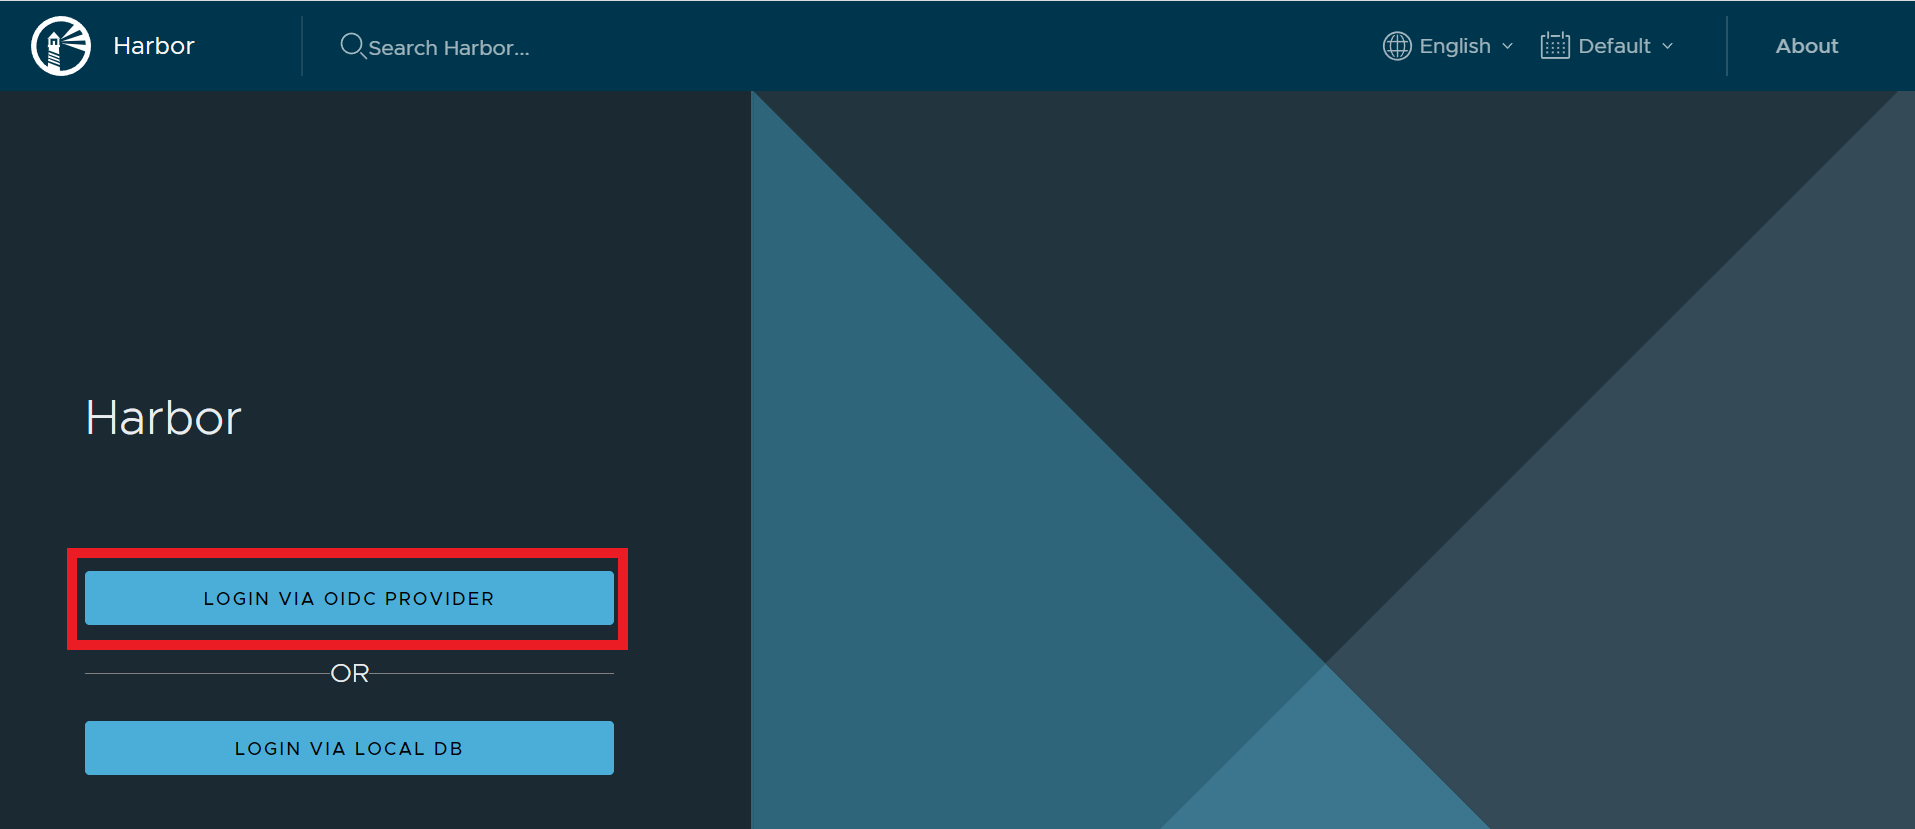 Harbor
Search Harbor...
English
Default
About
Harbor
LOGIN VIA OIDC PROVIDER
OR
LOGIN VIA LOCAL DB